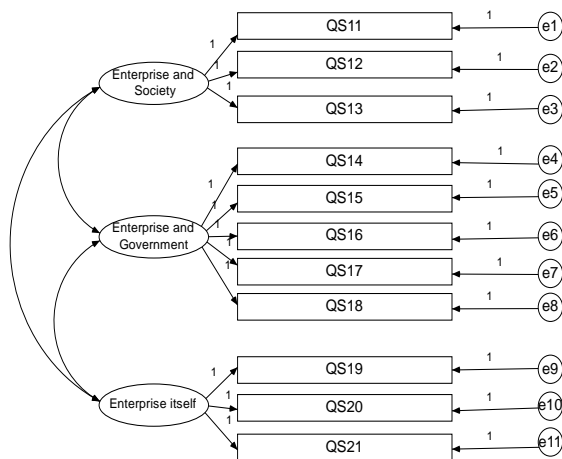 1 QS11 1 e1
1 QS12 1 e2
Enterprise and
Society
1 QS13 1 e3
1 QS14 1 e4
1 QS15 1 e5
Enterprise and
Government
1 QS16 1 e6
1 QS17 1 e7
1 QS18 1 e8
1 QS19 1 e9
Enterprise itself
1 QS20 1 e10
1 QS21 1 e11